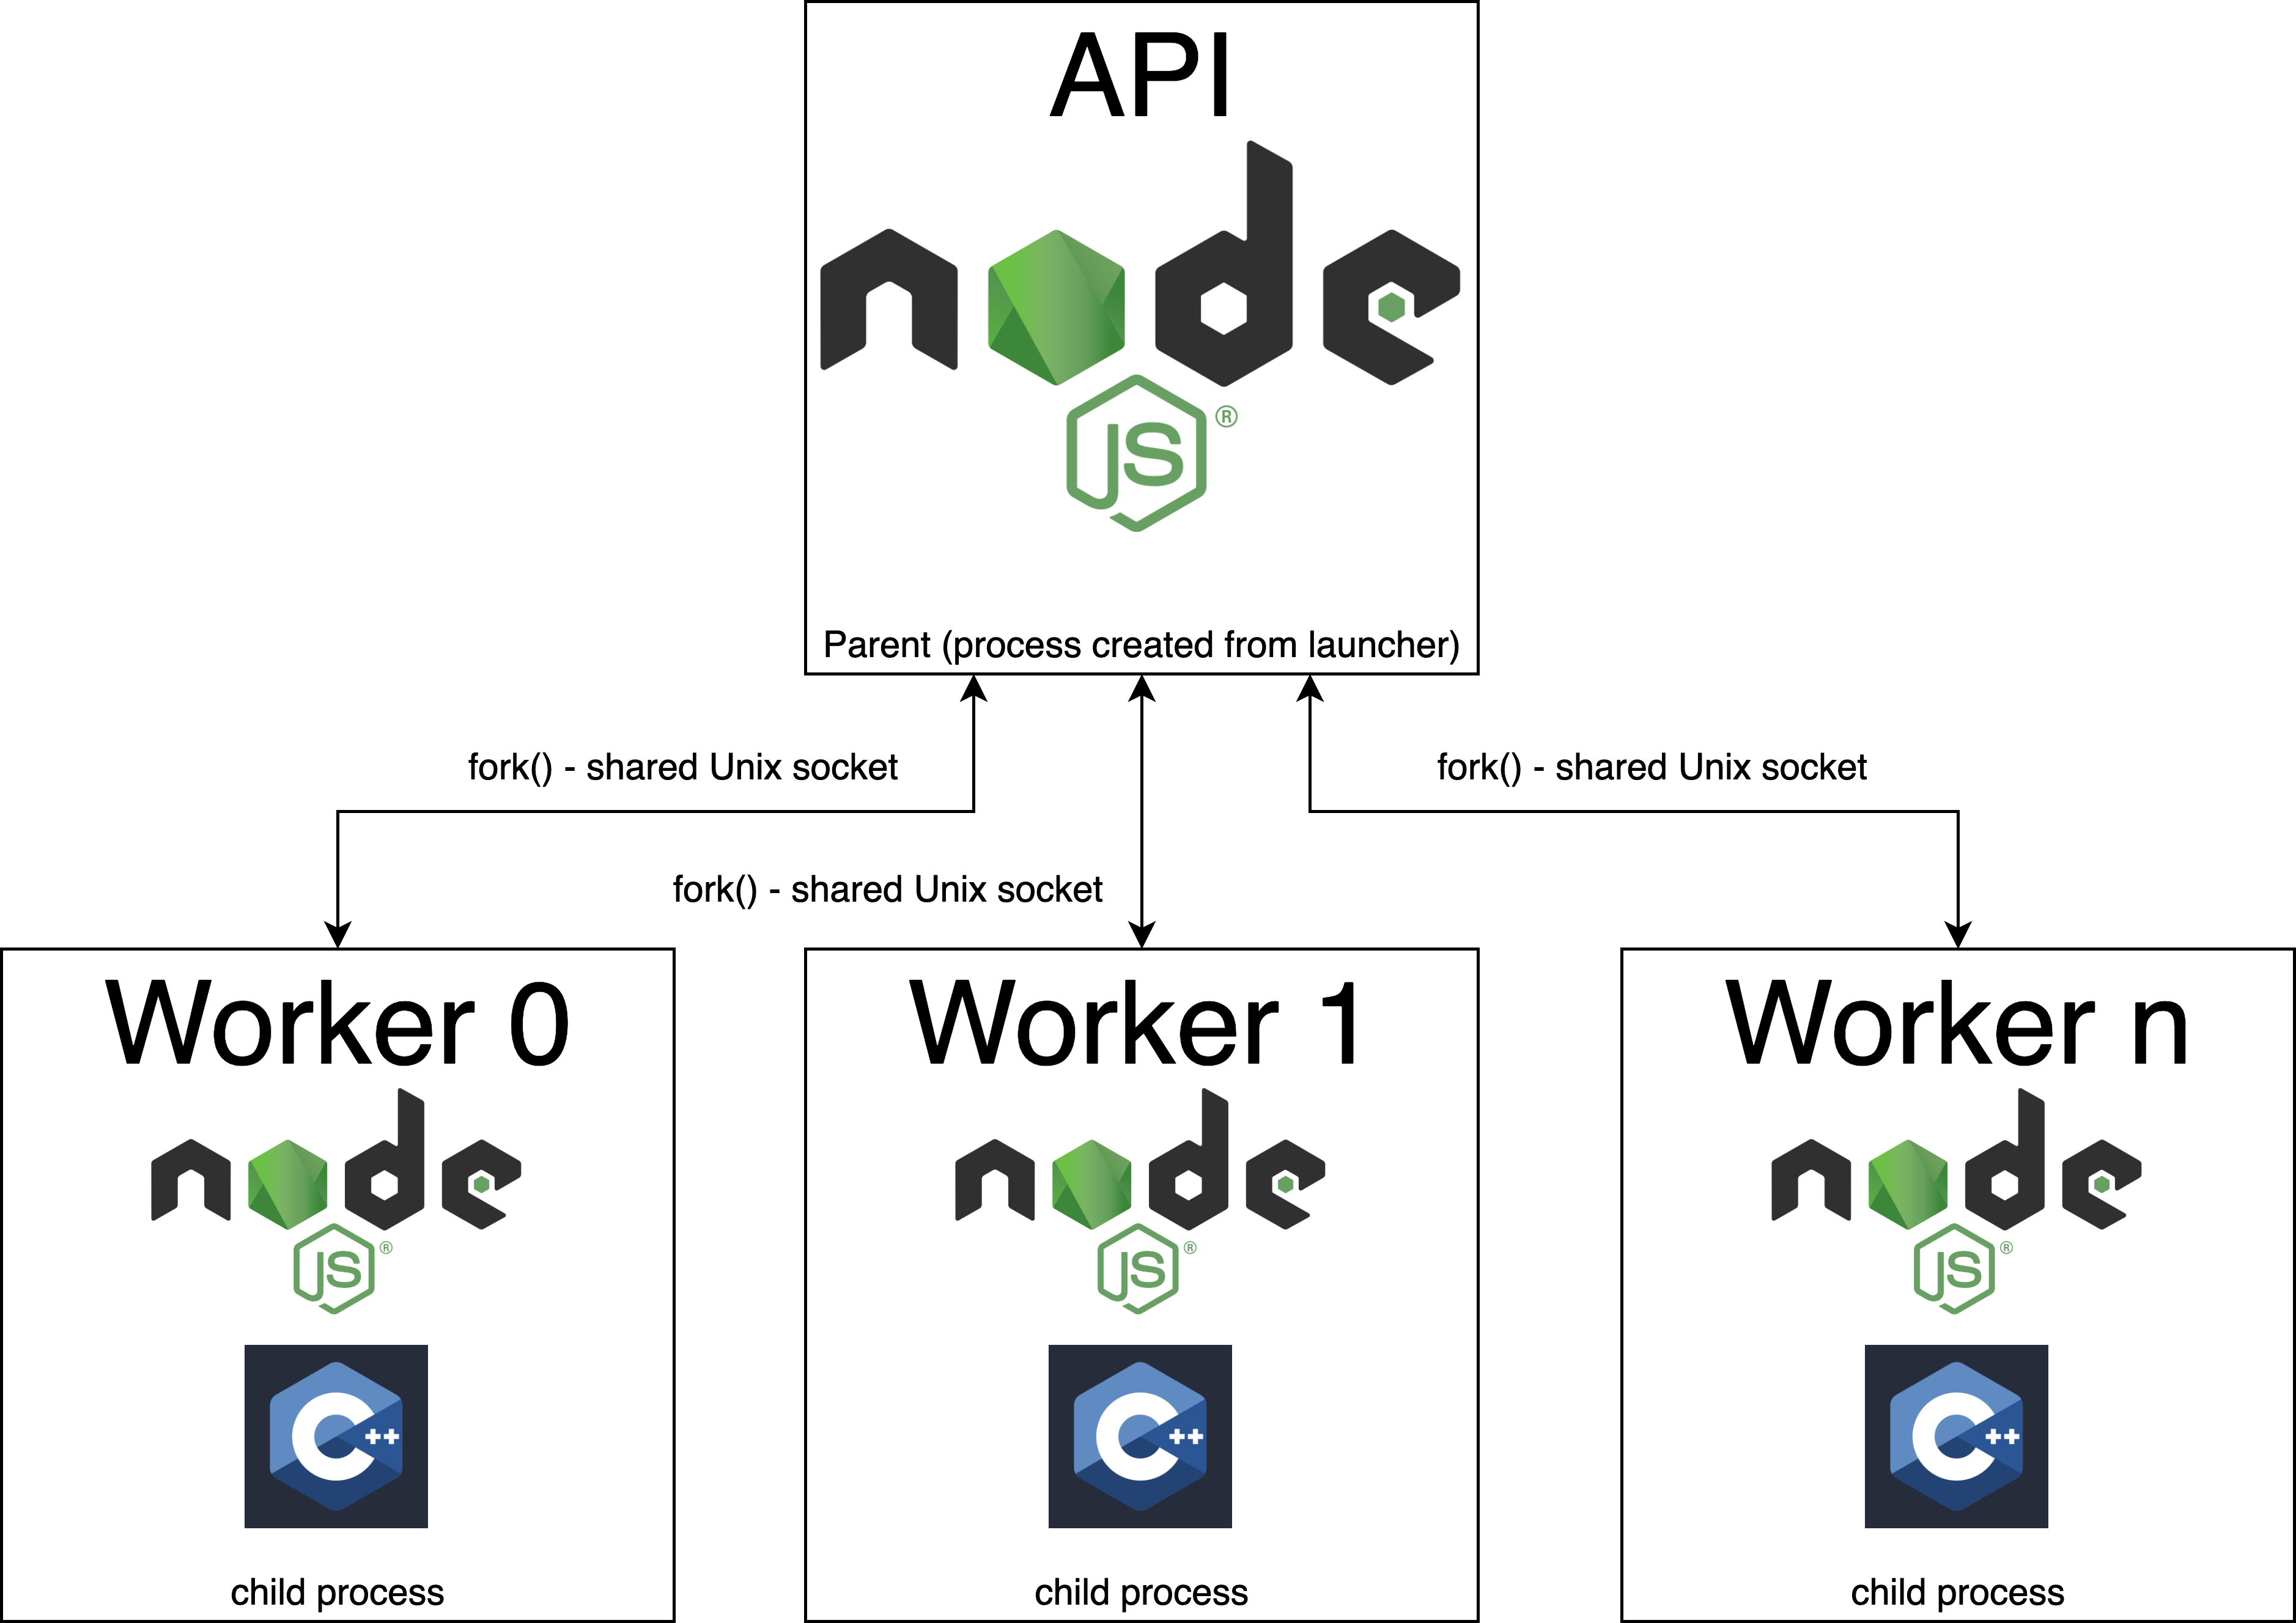 API
node
JS®
Parent (process created from launcher)
fork() - shared Unix socket
fork() - shared Unix socket
fork() - shared Unix socket
Worker 0
node
JS®
C++
child process
Worker 1
node
JS®
C++
child process
Worker n
node
JS®
C++
child process